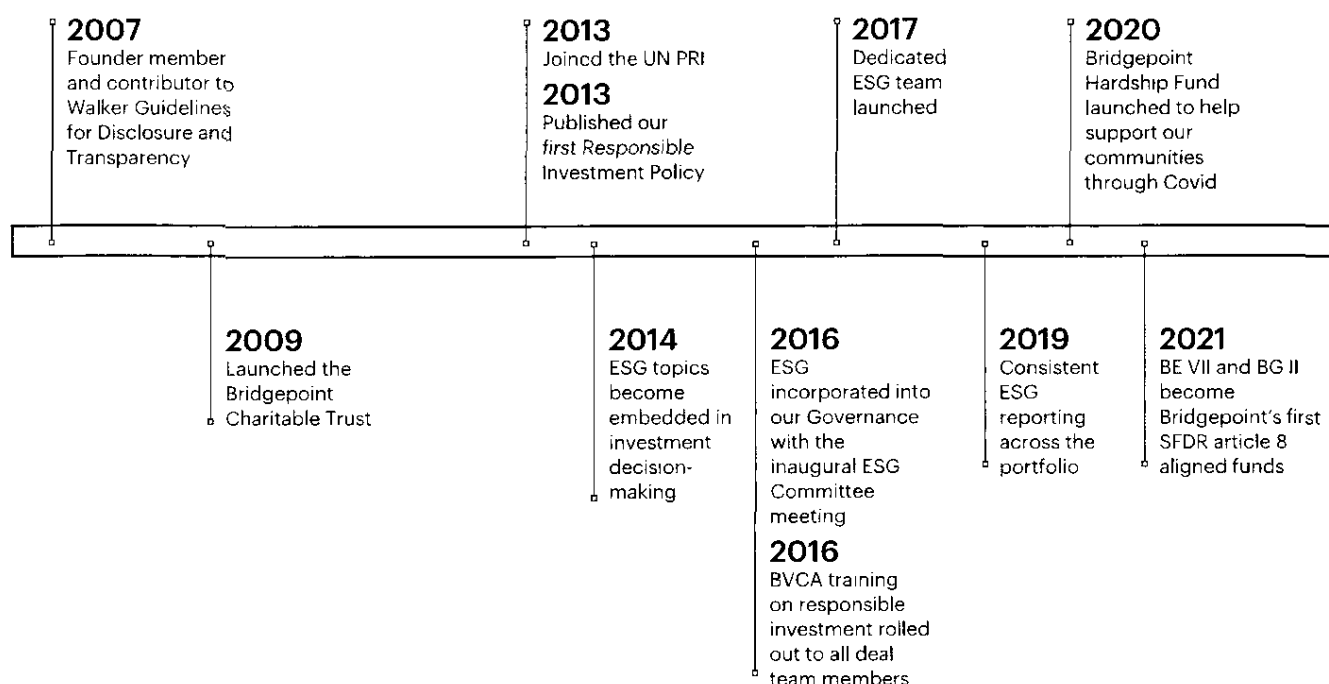 2007
Founder member
and contributor to
Walker Guidelines
for Disclosure and
Transparency
2013
Joined the UN PRI
2013
Published our
first Responsible
Investment Policy
2017
Dedicated
ESG team
launched
2020
Bridgepoint
Hardship Fund
launched to help
support our
communities
through Covid
2009
Launched the
Bridgepoint
Charitable Trust
2014
ESG topics
become
embedded in
investment
decision-
making
2016
ESG
incorporated into
our Governance
with the
inaugural ESG
Committee
meeting
2016
BVCA training
on responsible
investment rolled
out to all deal
team members
2019
Consistent
ESG
reporting
across the
portfolio
2021
BE VII and BG II
become
Bridgepoint's first
SFDR article 8
aligned funds